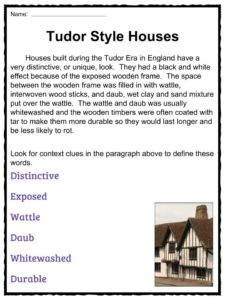 Name:
Tudor Style Houses
Houses built during the Tudor Era in England have a
very distinctive, or unique, look. They had a black and white
effect because of the exposed wooden frame. The space
between the wooden frame was filled in with wattle,
interwoven wood sticks, and daub, wet clay and sand mixture
put over the wattle. The wattle and daub was usually
whitewashed and the wooden timbers were often coated with
tar to make them more durable so they would last longer and
be less likely to rot.
Look for context clues in the paragraph above to define these
words.
Distinctive
Exposed
Wattle
Daub
Whitewashed
Durable